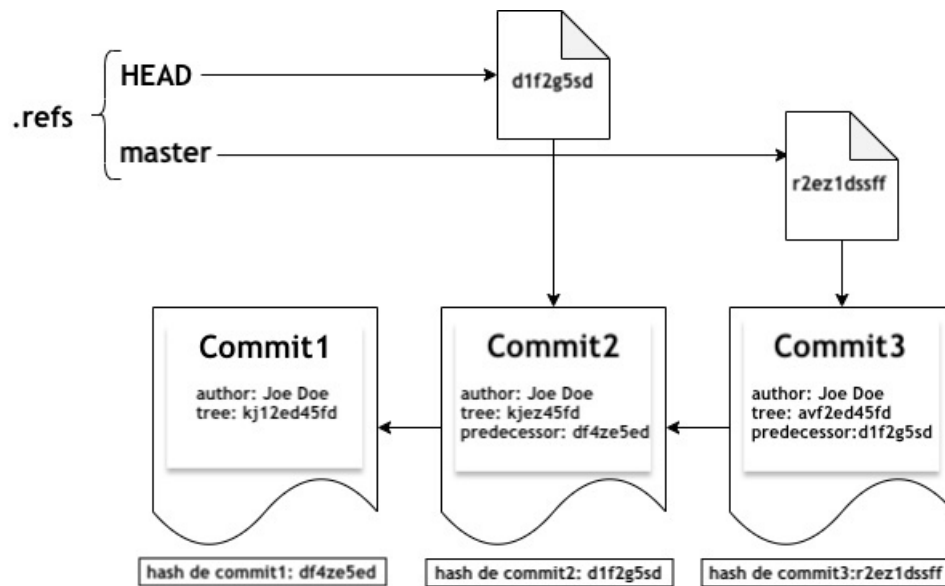 HEAD
d1f2g5sd
.refs
master
r2ez1dssff
Commit1
author: Joe Doe
tree: kj12ed45fd
Commit2
author: Joe Doe
tree: kjez45fd
predecessor: df4ze5ed
Commit3
author: Joe Doe
tree: avf2ed45fd
predecessor:d1f2g5sd
hash de commit1: df4ze5ed
hash de commit2: d1f2g5sd
hash de commit3:r2ez1dssff